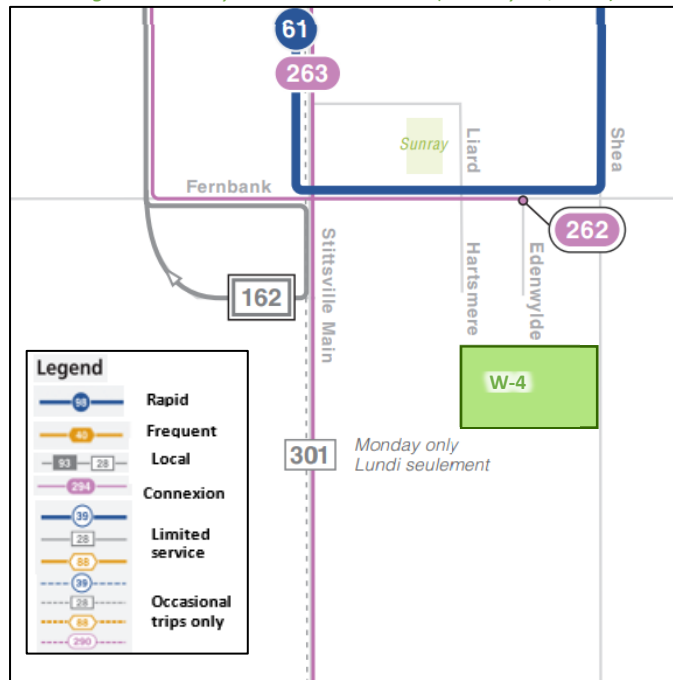 61
263
Sunray
Liard
Shea
Fernbank
262
Stittsville Main
Hartsmere
Edenwylde
162
W-4
301
Monday only
Lundi seulement
Legend
98 Rapid
40 Frequent
93 28 Local
294 Connexion
39
28 Limited service
88
39
28 Occasional trips only
88
290